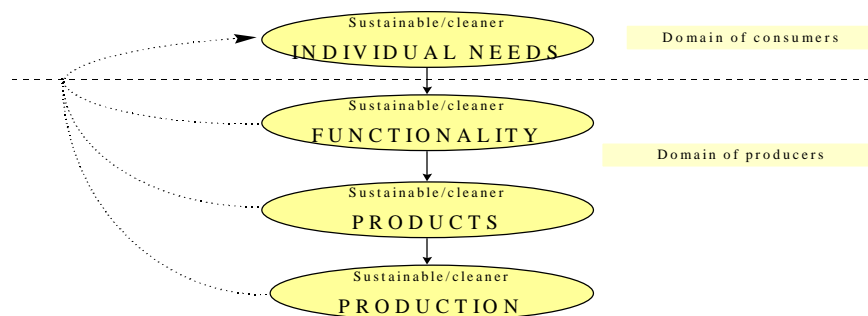 Sustainable/cleaner
INDIVIDUAL NEEDS
Domain of consumers
Sustainable/cleaner
FUNCTIONALITY
Domain of producers
Sustainable/cleaner
PRODUCTS
Sustainable/cleaner
PRODUCTION